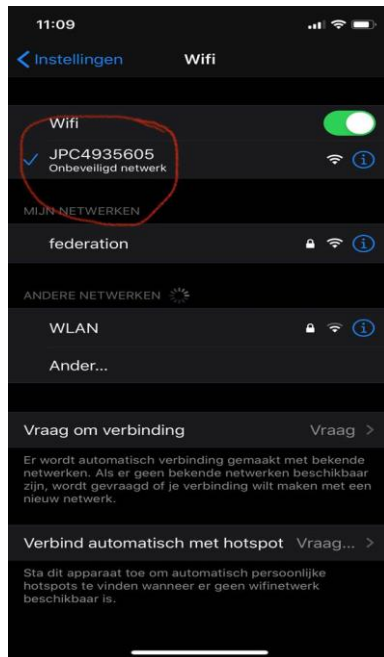 11:09
Instellingen
Wifi
Wifi
JPC4935605
Onbeveiligd netwerk
MIJN NETWERKEN
federation
ANDERE NETWERKEN
WLAN
Ander...
Vraag om verbinding
Vraag
Er wordt automatisch verbinding gemaakt met bekende
netwerken. Als er geen bekende netwerken beschikbaar
zijn, wordt gevraagd of je verbinding wilt maken met een
nieuw netwerk.
Verbind automatisch met hotspot
Vraag...
Sta dit apparaat toe om automatisch persoonlijke
hotspots te vinden wanneer er geen wifinetwerk
beschikbaar is.